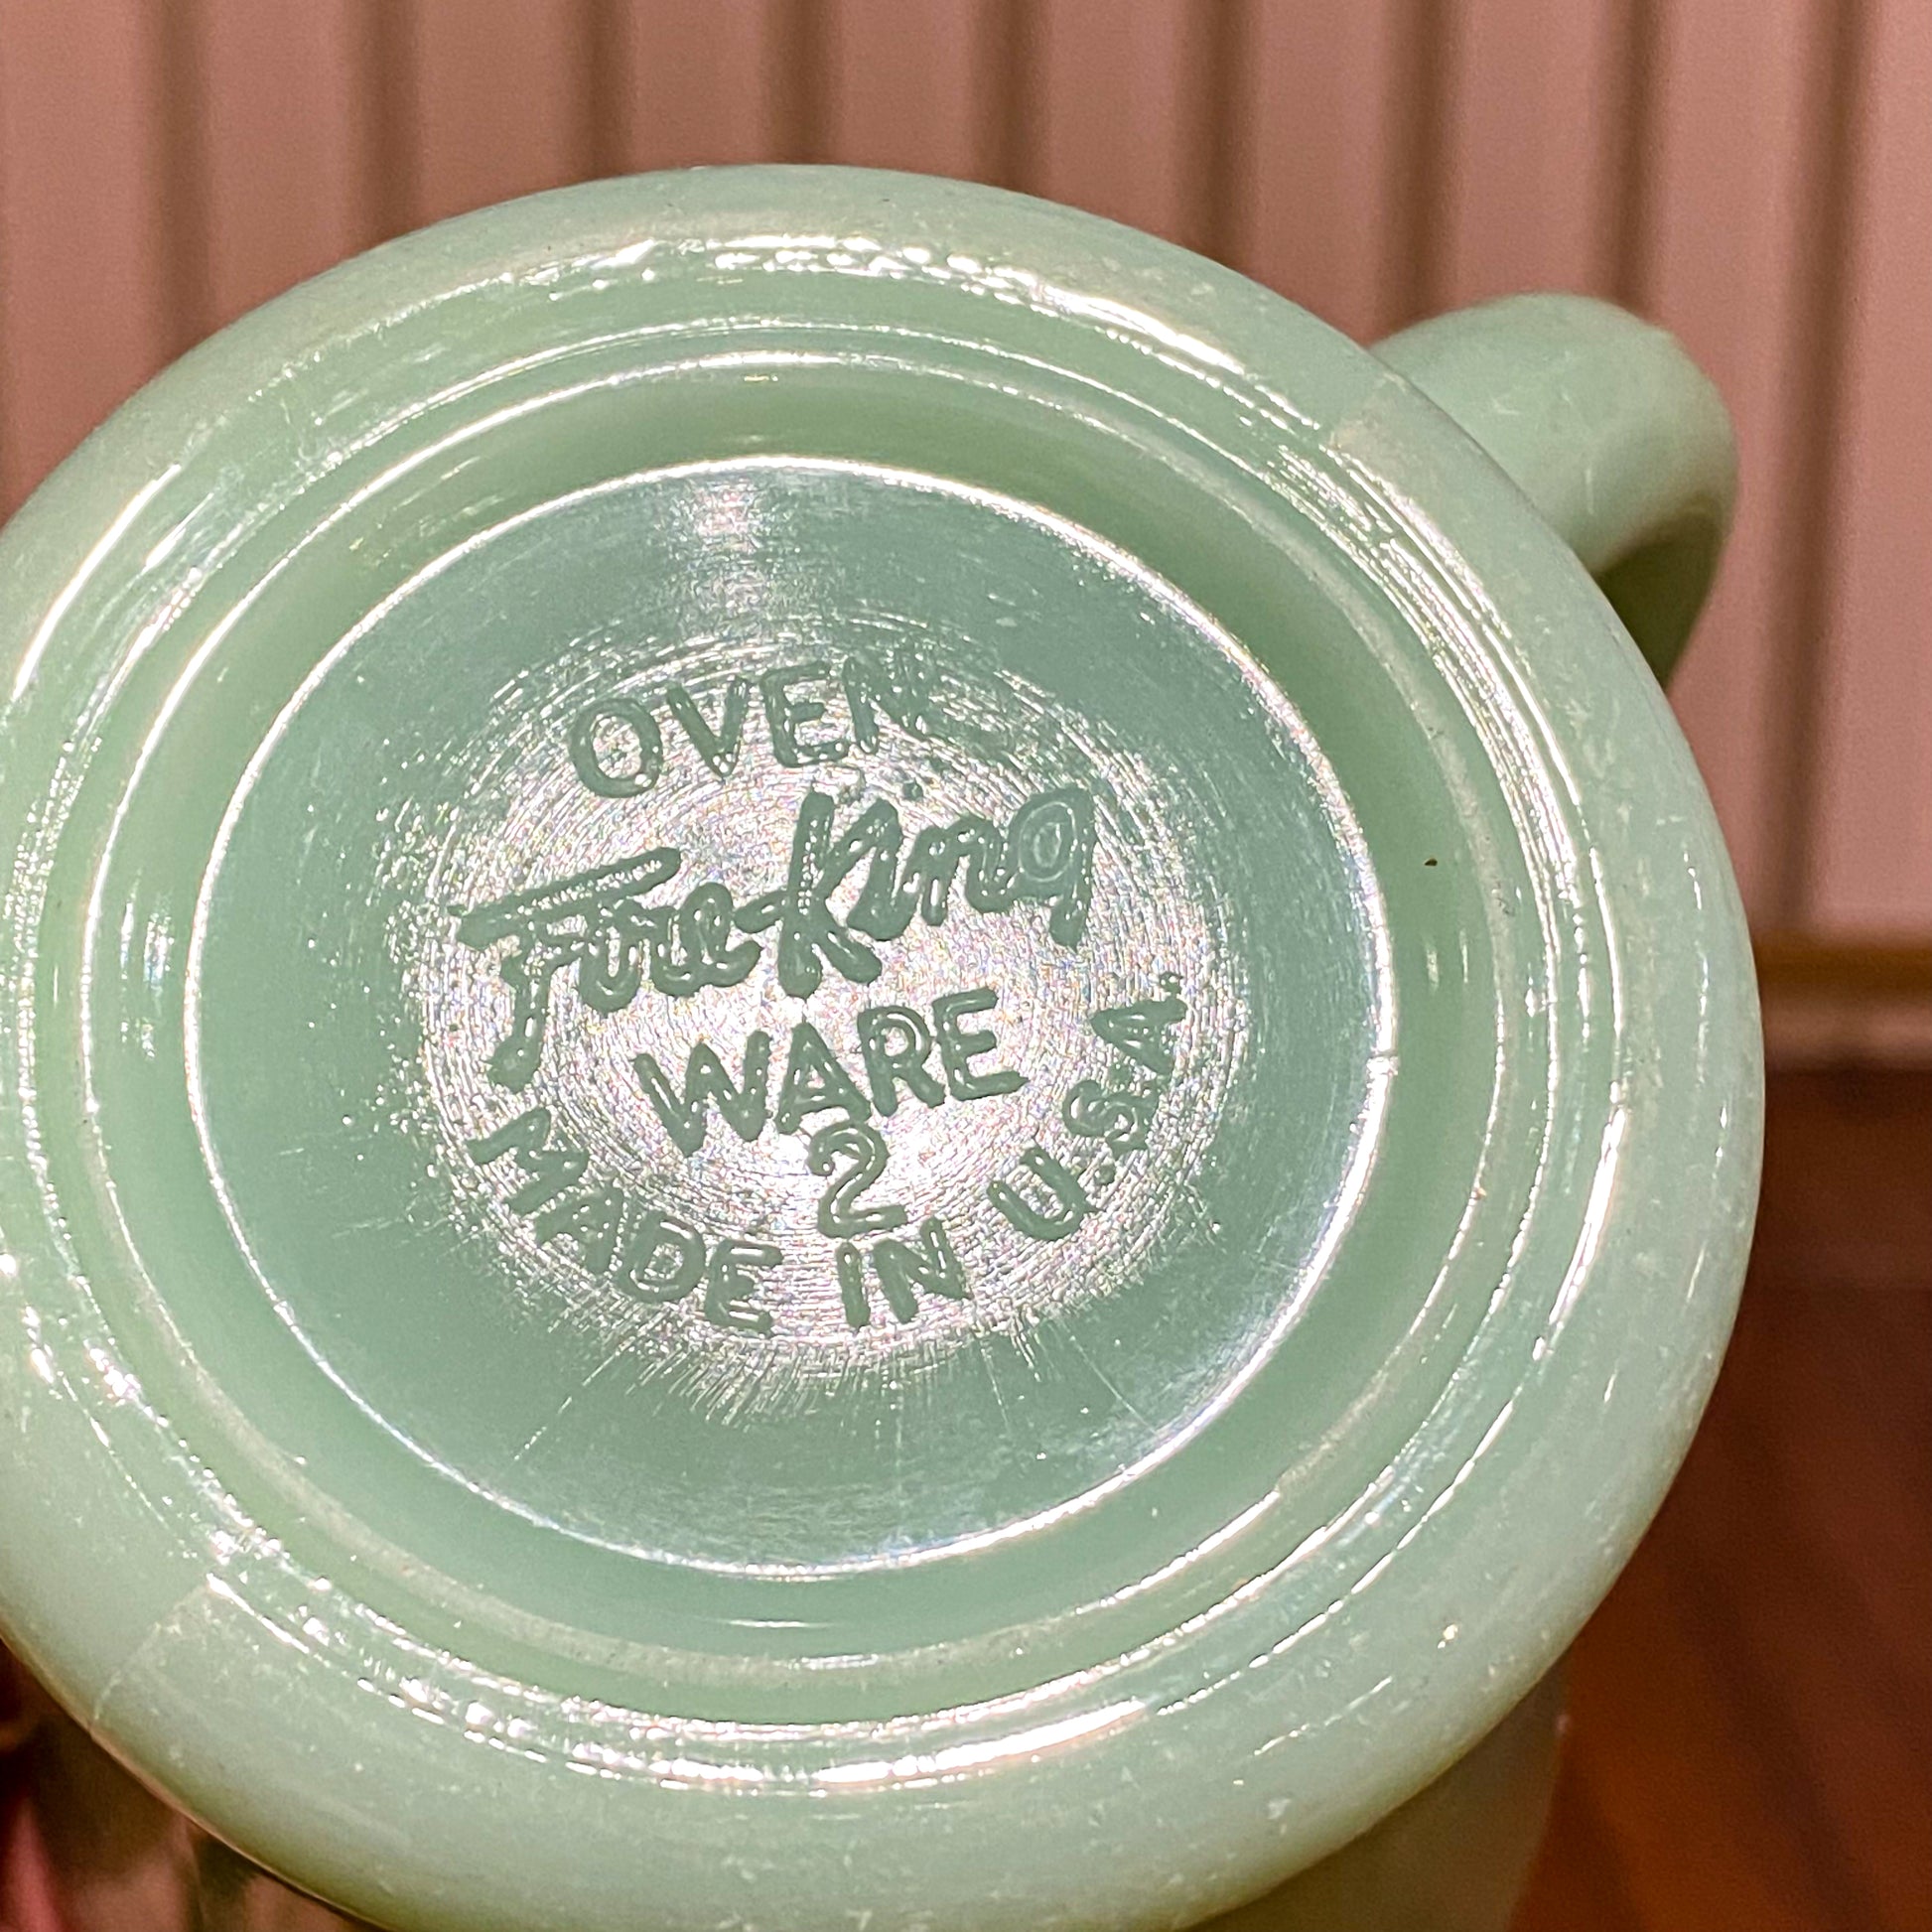 OVEN
Fire-King
WARE
2
MADE IN U.S.A.